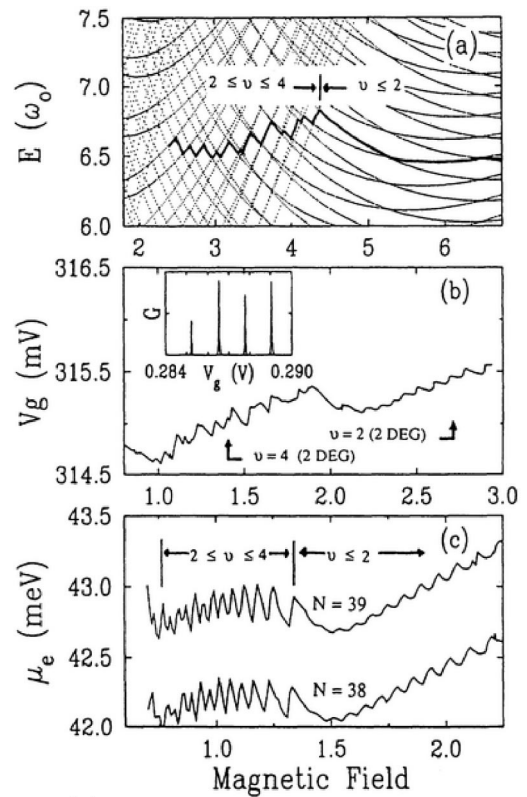 7.5
(a)
2 ≤ υ ≤ 4 υ ≤ 2
7.0
E (ω₀)
6.5
6.0
2 3 4 5 6
316.5
(b)
G
0.284 V_g (V) 0.290
Vg (mV)
315.5
υ = 2 (2 DEG)
υ = 4 (2 DEG)
314.5
1.0 1.5 2.0 2.5 3.0
43.5
(c)
2 ≤ υ ≤ 4 υ ≤ 2
43.0
N = 39
μ_e (meV)
42.5
N = 38
42.0
1.0 1.5 2.0
Magnetic Field